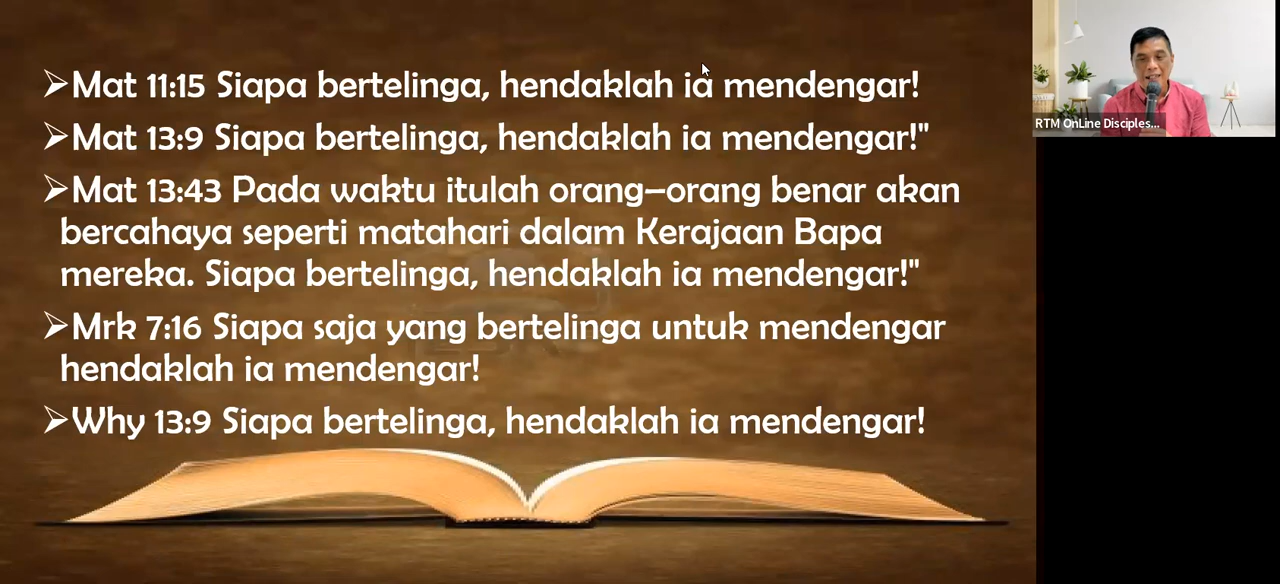 ➢Mat 11:15 Siapa bertelinga, hendaklah ia mendengar!
➢Mat 13:9 Siapa bertelinga, hendaklah ia mendengar!"
➢Mat 13:43 Pada waktu itulah orang–orang benar akan
bercahaya seperti matahari dalam Kerajaan Bapa
mereka. Siapa bertelinga, hendaklah ia mendengar!"
➢Mrk 7:16 Siapa saja yang bertelinga untuk mendengar
hendaklah ia mendengar!
➢Why 13:9 Siapa bertelinga, hendaklah ia mendengar!
RTM OnLine Disciples...